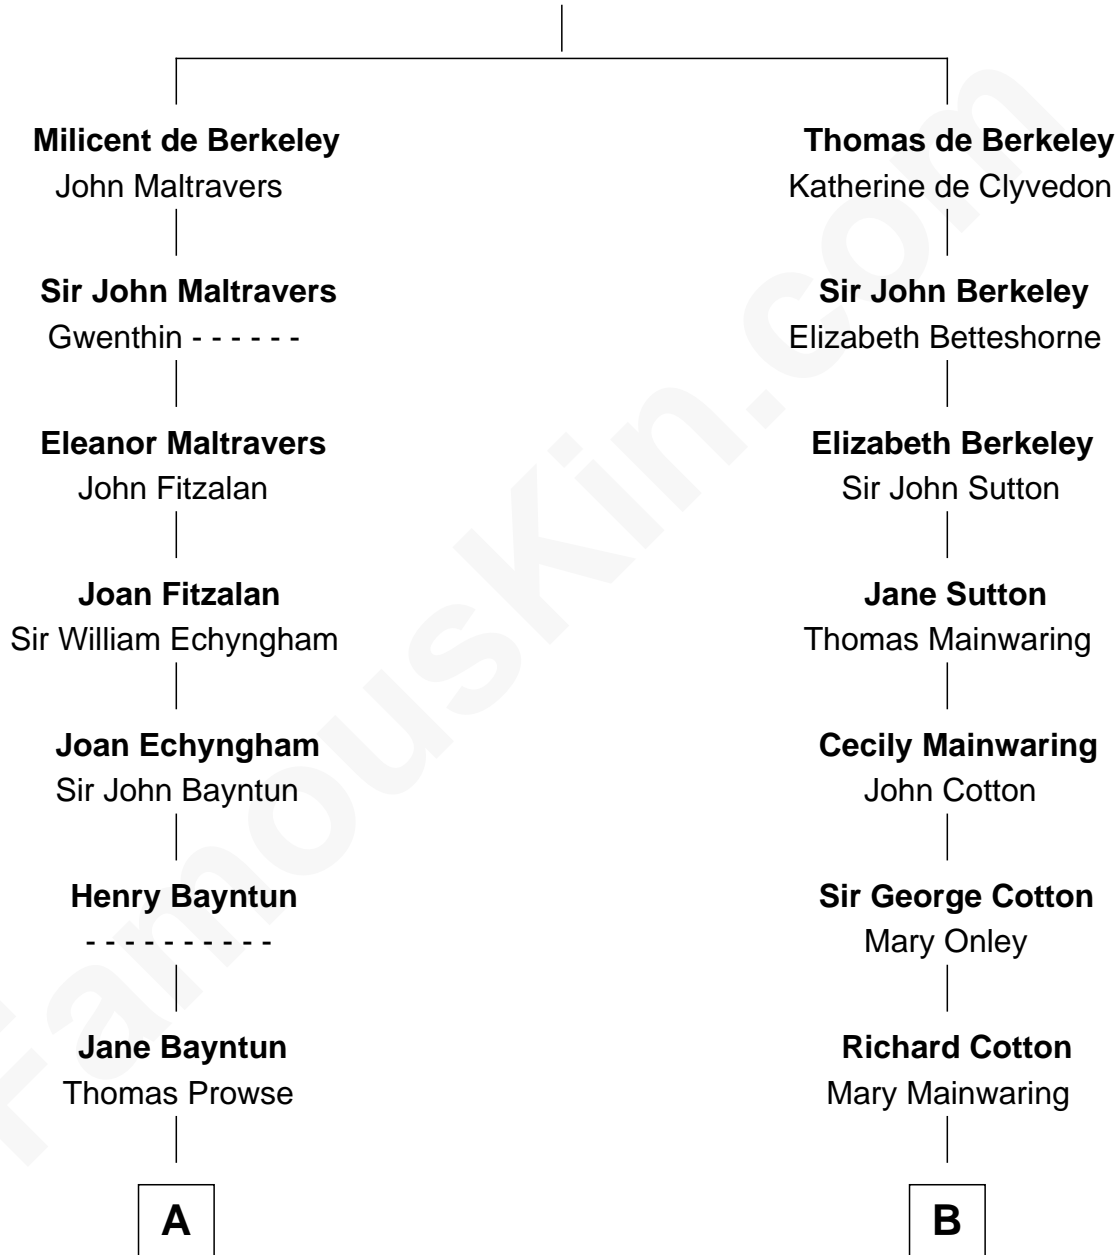 Milicent de Berkeley
John Maltravers
Sir John Maltravers
Gwenthin - - - - - -
Eleanor Maltravers
John Fitzalan
Joan Fitzalan
Sir William Echyngham
Joan Echyngham
Sir John Bayntun
Henry Bayntun
- - - - - - - - - -
Jane Bayntun
Thomas Prowse
A
Thomas de Berkeley
Katherine de Clyvedon
Sir John Berkeley
Elizabeth Betteshorne
Elizabeth Berkeley
Sir John Sutton
Jane Sutton
Thomas Mainwaring
Cecily Mainwaring
John Cotton
Sir George Cotton
Mary Onley
Richard Cotton
Mary Mainwaring
B
FamousKin.com